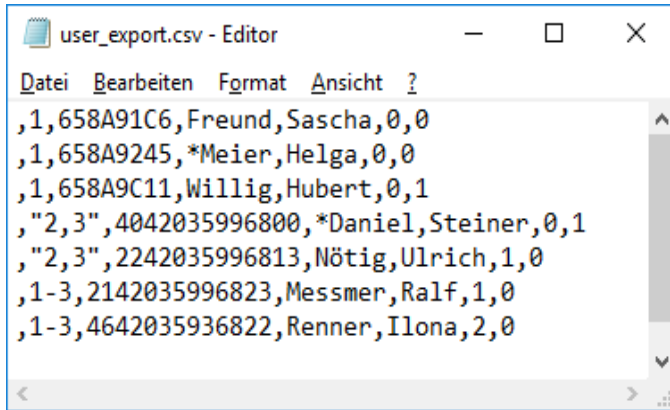 user_export.csv - Editor
Datei Bearbeiten Format Ansicht ?
,1,658A91C6,Freund,Sascha,0,0
,1,658A9245,*Meier,Helga,0,0
,1,658A9C11,Willig,Hubert,0,1
,"2,3",4042035996800,*Daniel,Steiner,0,1
,"2,3",2242035996813,Nötig,Ulrich,1,0
,1-3,2142035996823,Messmer,Ralf,1,0
,1-3,4642035936822,Renner,Ilona,2,0